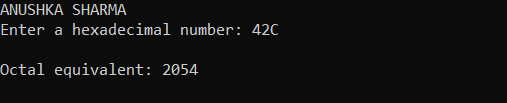 ANUSHKA SHARMA
Enter a hexadecimal number: 42C
Octal equivalent: 2054